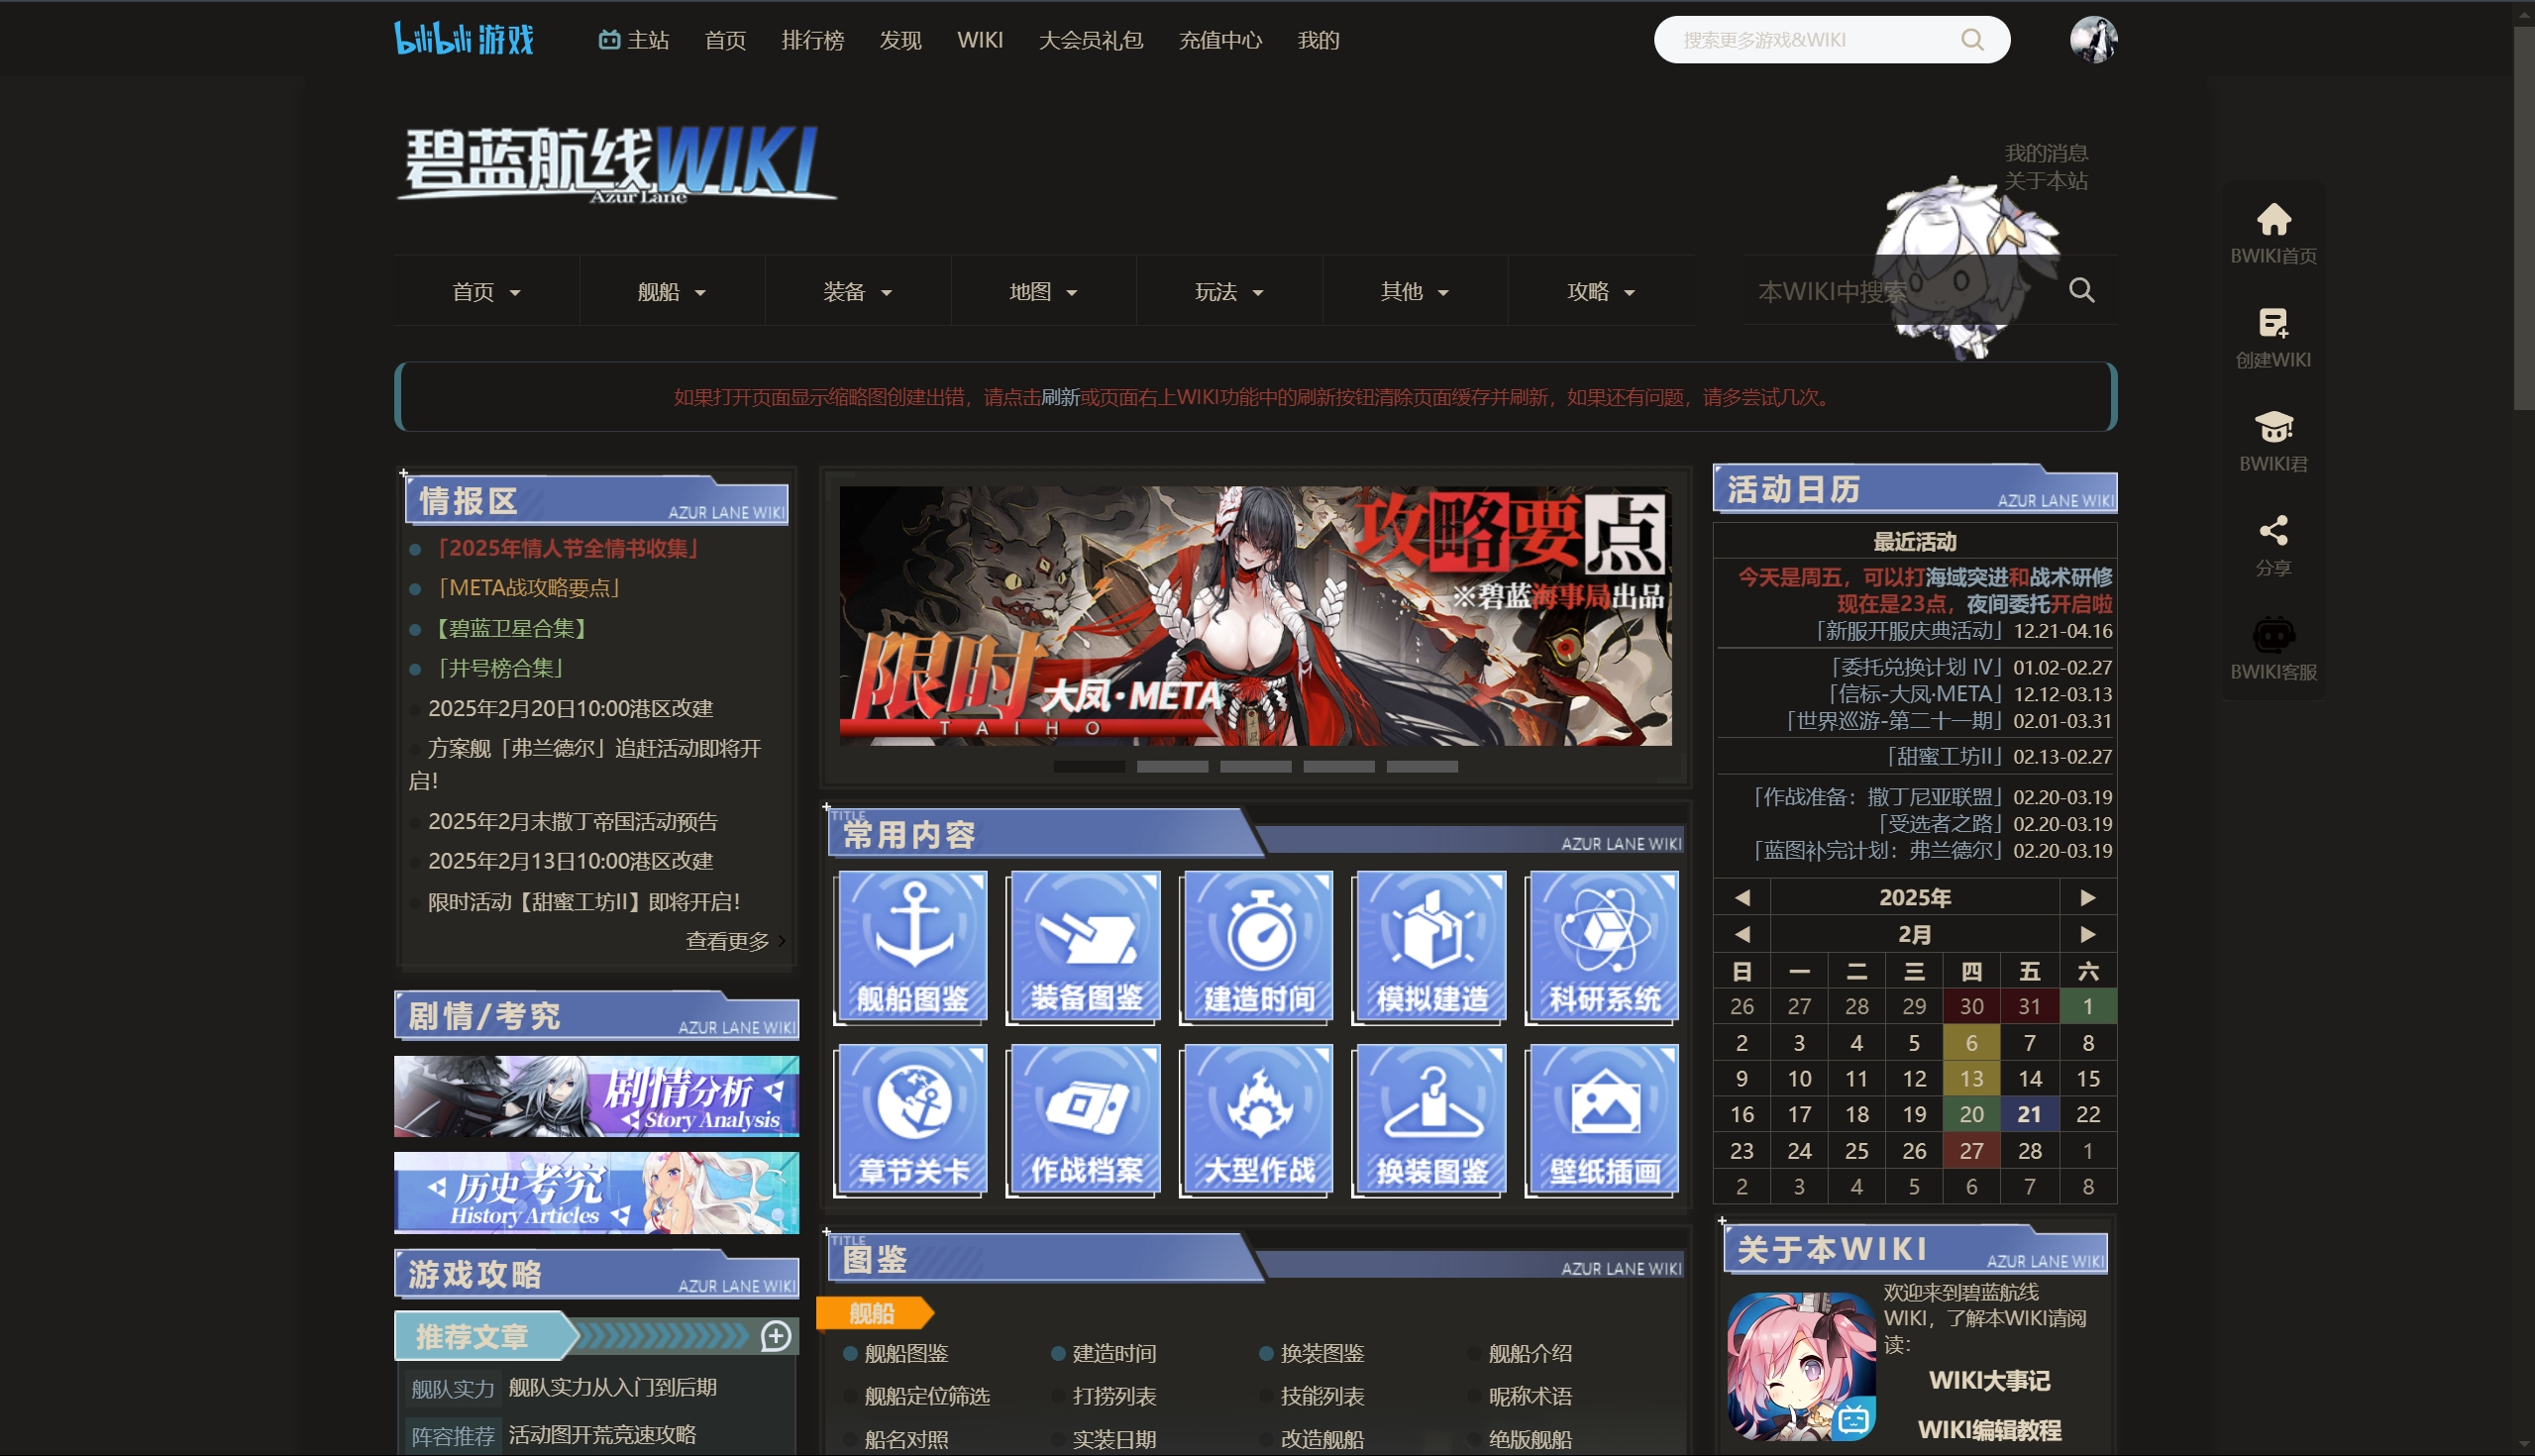 bilibili 游戏
主站 首页 排行榜 发现 WIKI 大会员礼包 充值中心 我的
搜索更多游戏&WIKI
碧蓝航线WIKI
Azur Lane
我的消息
关于本站
首页 舰船 装备 地图 玩法 其他 攻略
本WIKI中搜索
如果打开页面显示缩略图创建出错，请点击刷新或页面右上WIKI功能中的刷新按钮清除页面缓存并刷新，如果还有问题，请多尝试几次。
情报区
AZUR LANE WIKI
「2025年情人节全情书收集」
「META战攻略要点」
【碧蓝卫星合集】
「井号榜合集」
2025年2月20日10:00港区改建
方案舰「弗兰德尔」追赶活动即将开
启！
2025年2月末撒丁帝国活动预告
2025年2月13日10:00港区改建
限时活动【甜蜜工坊II】即将开启！
查看更多
剧情/考究
AZUR LANE WIKI
剧情分析
Story Analysis
历史考究
History Articles
游戏攻略
AZUR LANE WIKI
推荐文章
舰队实力 舰队实力从入门到后期
阵容推荐 活动图开荒竞速攻略
攻略要点
※碧蓝海事局出品
限时
大凤·META
TAIHO
TITLE
常用内容
AZUR LANE WIKI
舰船图鉴 装备图鉴 建造时间 模拟建造 科研系统
章节关卡 作战档案 大型作战 换装图鉴 壁纸插画
TITLE
图鉴
AZUR LANE WIKI
舰船
舰船图鉴 建造时间 换装图鉴 舰船介绍
舰船定位筛选 打捞列表 技能列表 昵称术语
船名对照 实装日期 改造舰船 绝版舰船
活动日历
AZUR LANE WIKI
最近活动
今天是周五，可以打海域突进和战术研修
现在是23点，夜间委托开启啦
「新服开服庆典活动」 12.21-04.16
「委托兑换计划 IV」 01.02-02.27
「信标-大凤·META」 12.12-03.13
「世界巡游-第二十一期」 02.01-03.31
「甜蜜工坊II」 02.13-02.27
「作战准备：撒丁尼亚联盟」 02.20-03.19
「受选者之路」 02.20-03.19
「蓝图补完计划：弗兰德尔」 02.20-03.19
◀ 2025年 ▶
◀ 2月 ▶
日 一 二 三 四 五 六
26 27 28 29 30 31 1
2 3 4 5 6 7 8
9 10 11 12 13 14 15
16 17 18 19 20 21 22
23 24 25 26 27 28 1
2 3 4 5 6 7 8
关于本WIKI
AZUR LANE WIKI
欢迎来到碧蓝航线
WIKI，了解本WIKI请阅
读：
WIKI大事记
WIKI编辑教程
BWIKI首页
创建WIKI
BWIKI君
分享
BWIKI客服